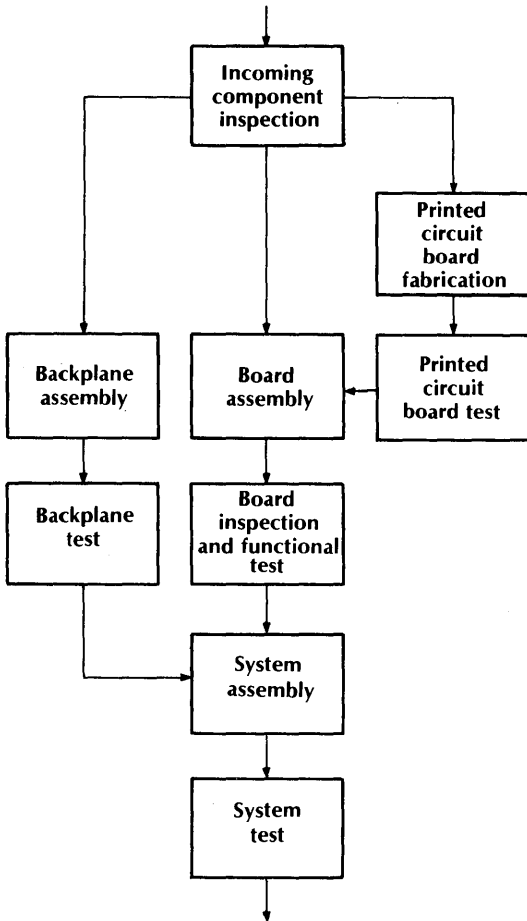 Incoming
component
inspection
Printed
circuit
board
fabrication
Backplane
assembly
Board
assembly
Printed
circuit
board test
Backplane
test
Board
inspection
and functional
test
System
assembly
System
test